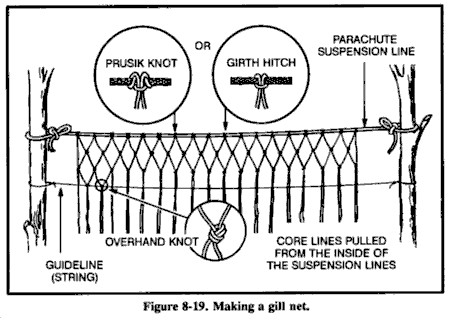 PARACHUTE
SUSPENSION LINE
OR
PRUSIK KNOT
GIRTH HITCH
OVERHAND KNOT
GUIDELINE
(STRING)
CORE LINES PULLED
FROM THE INSIDE OF
THE SUSPENSION LINES
Figure 8-19. Making a gill net.